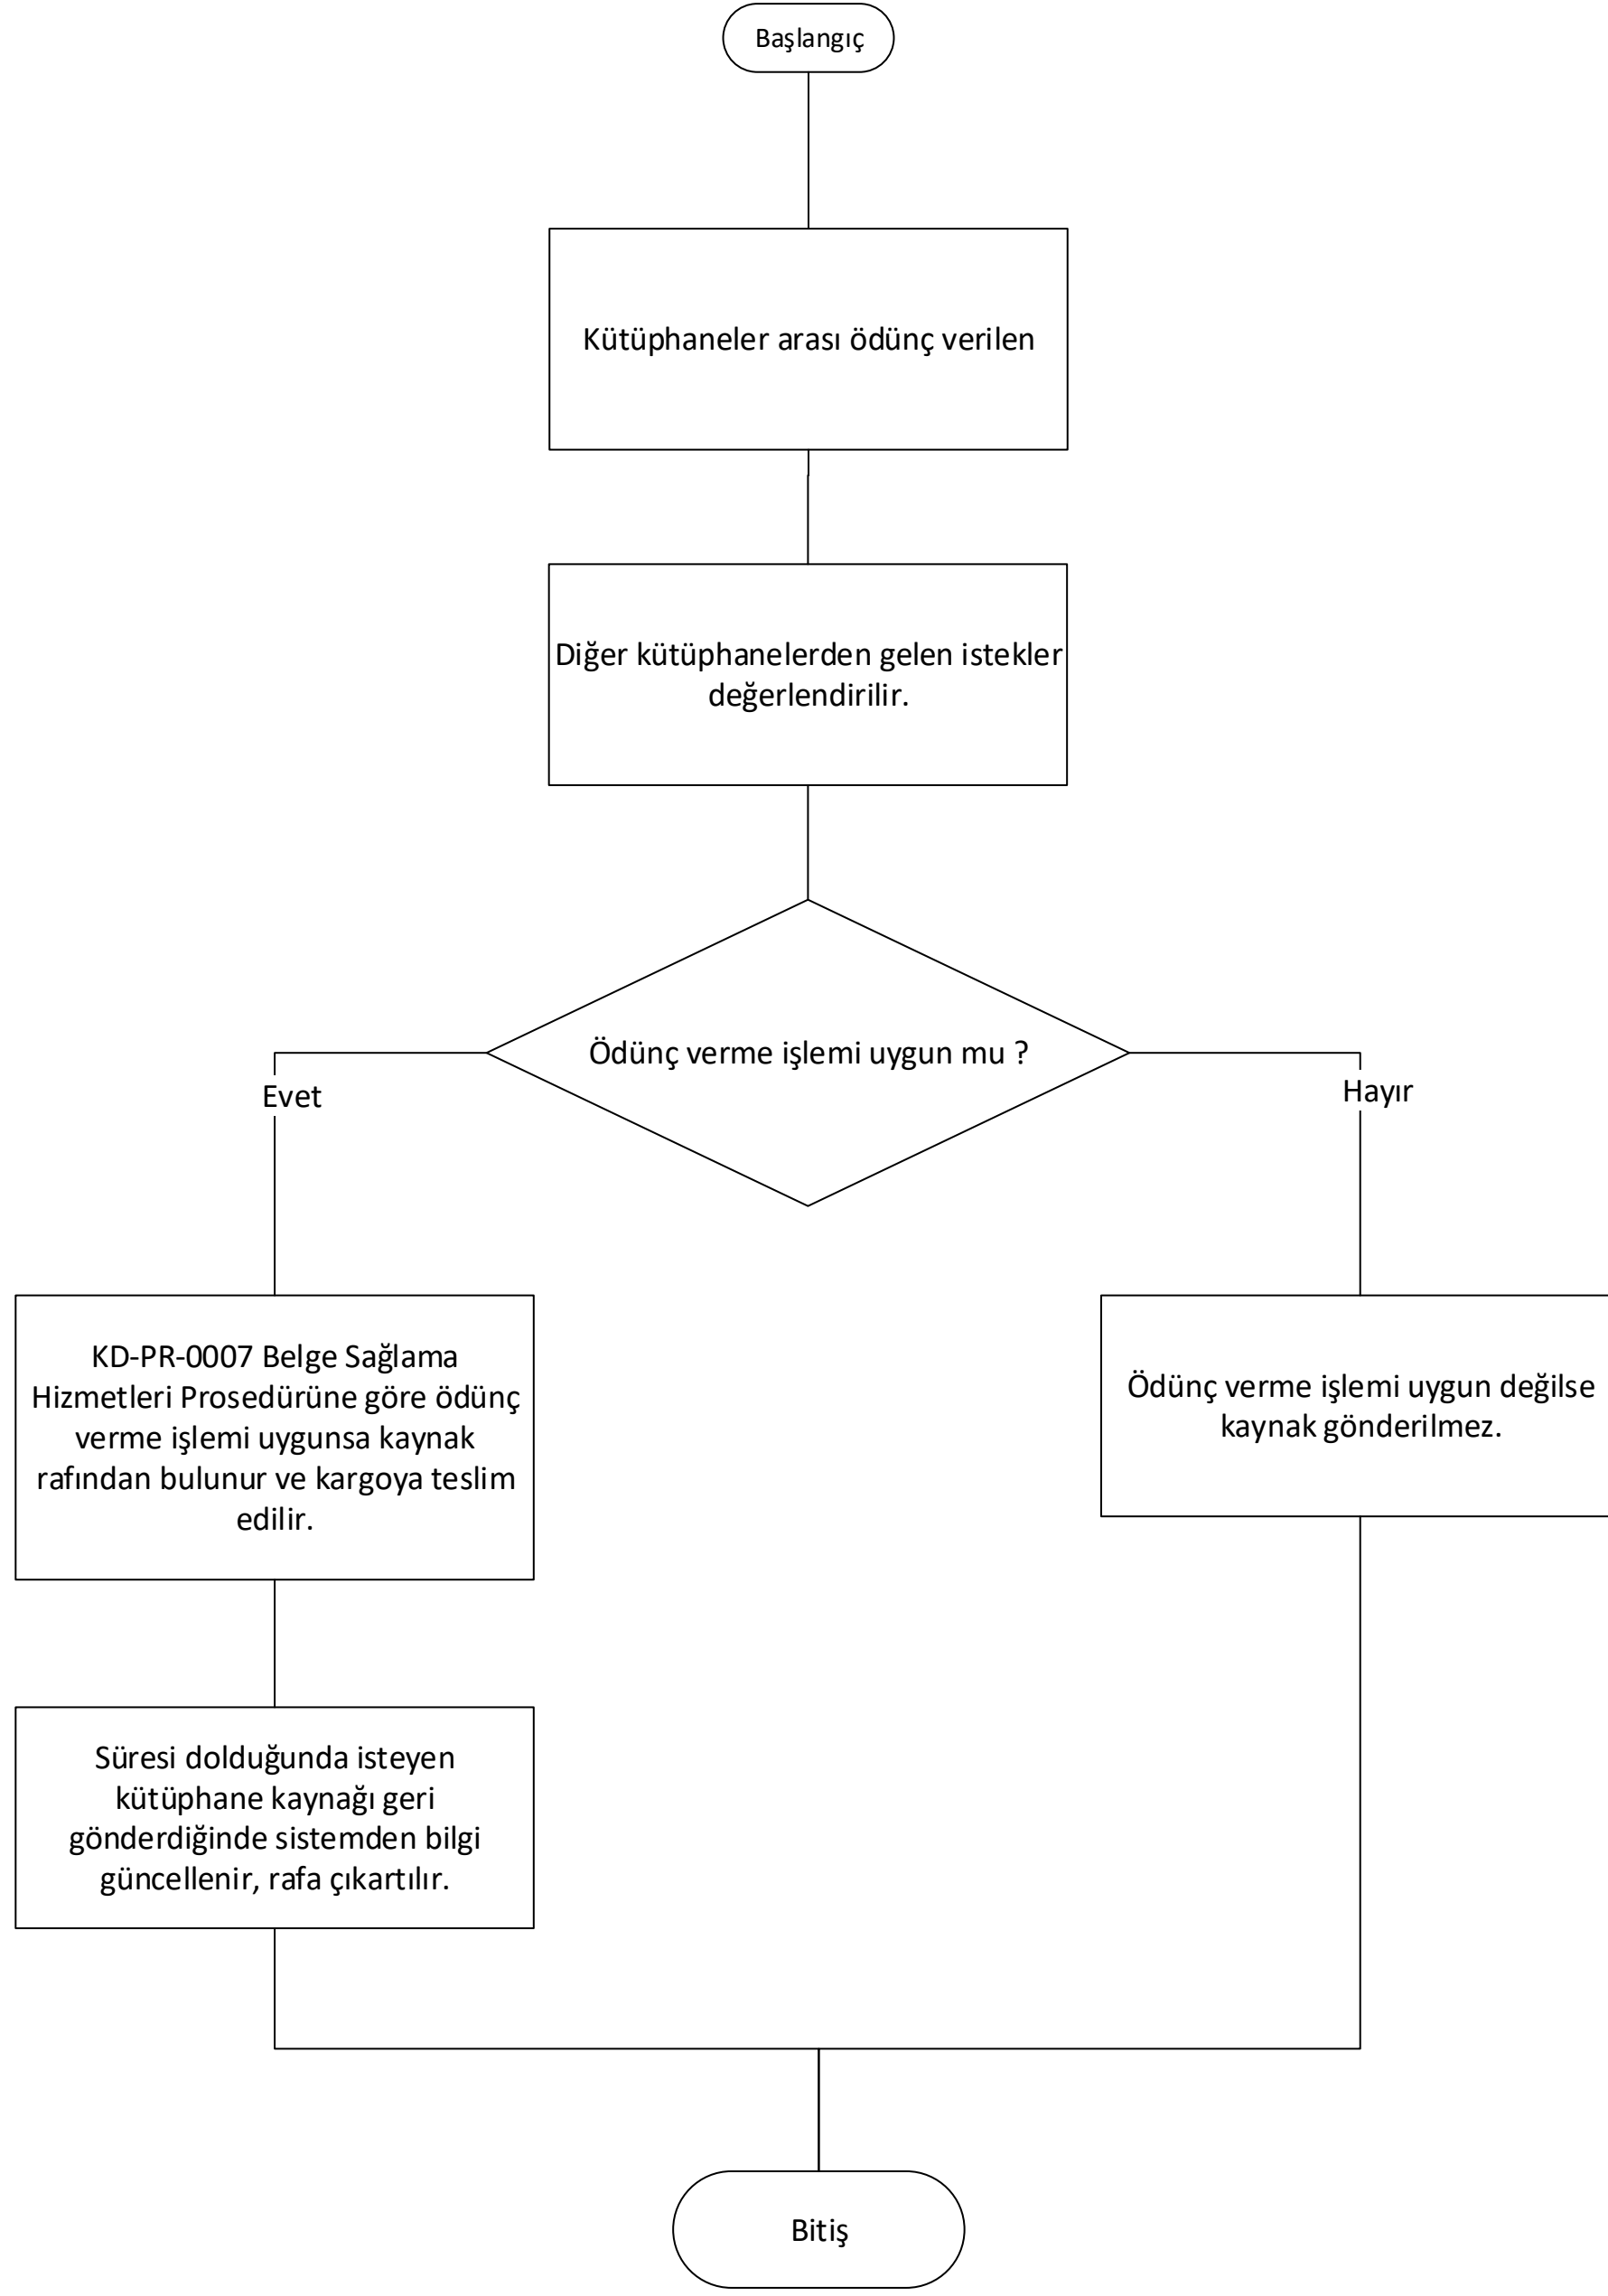 Başlangıç
Kütüphaneler arası ödünç verilen
Diğer kütüphanelerden gelen istekler
değerlendirilir.
Ödünç verme işlemi uygun mu ?
Evet
Hayır
KD-PR-0007 Belge Sağlama
Hizmetleri Prosedürüne göre ödünç
verme işlemi uygunsa kaynak
rafından bulunur ve kargoya teslim
edilir.
Ödünç verme işlemi uygun değilse
kaynak gönderilmez.
Süresi dolduğunda isteyen
kütüphane kaynağı geri
gönderdiğinde sistemden bilgi
güncellenir, rafa çıkartılır.
Bitiş